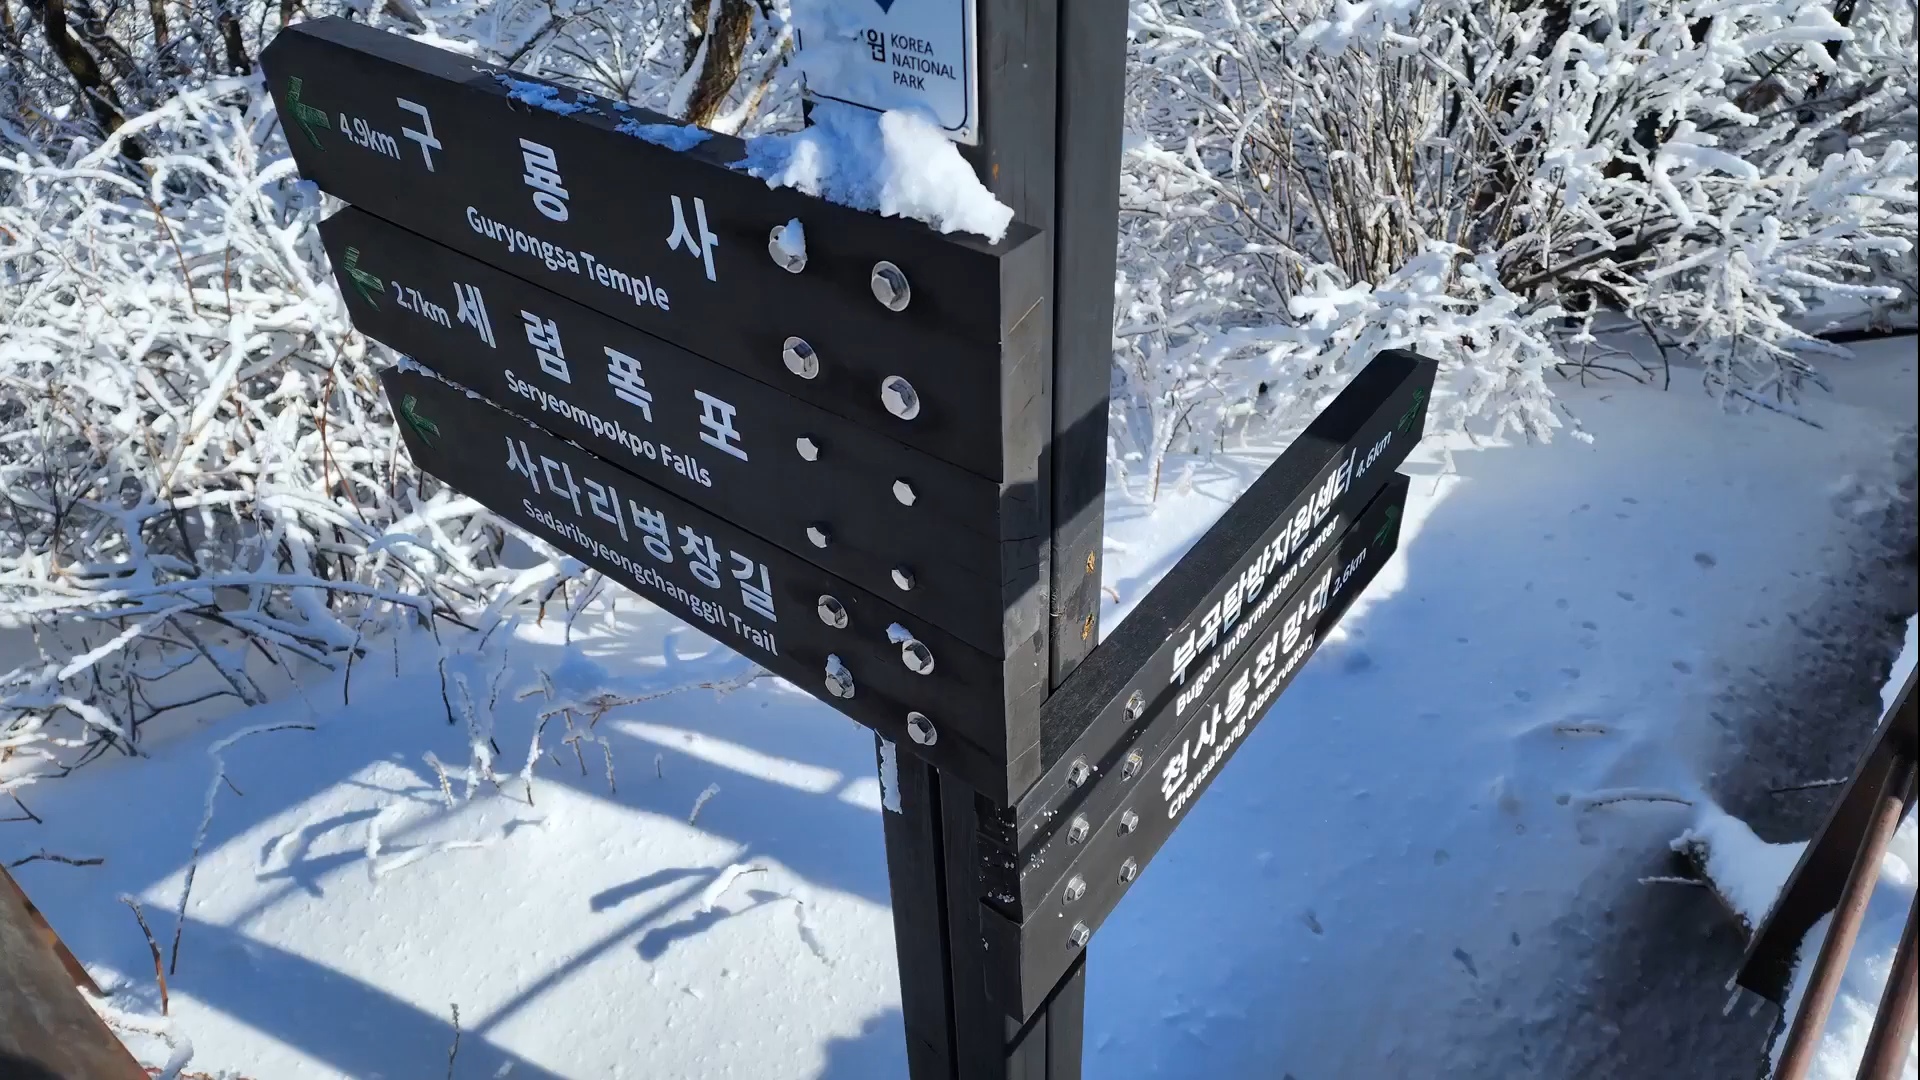 원 KOREA
NATIONAL
PARK
4.9km 구룡사
Guryongsa Temple
2.7km 세렴폭포
Seryeompokpo Falls
사다리병창길
Sadaribyeongchanggil Trail
부곡탐방지원센터 4.6km
Bugok Information Center
천사봉전망대 2.6km
Chensabong Observatory